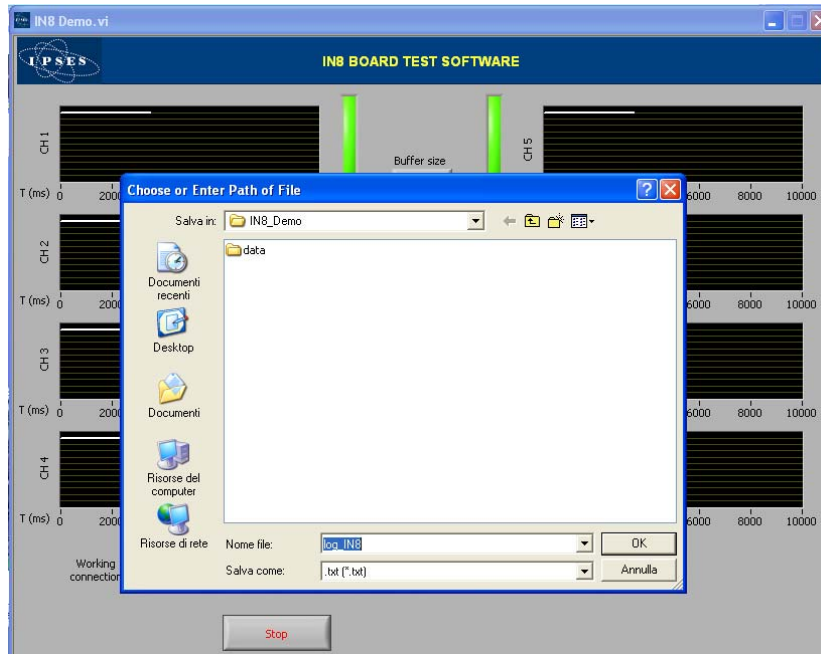 IN8 Demo.vi
IPSES
IN8 BOARD TEST SOFTWARE
CH 1
Buffer size
CH 5
T (ms) 0 2000
6000 8000 10000
Choose or Enter Path of File
Salva in: IN8_Demo
data
Documenti recenti
Desktop
Documenti
Risorse del computer
Risorse di rete
CH 2
T (ms) 0 2000
6000 8000 10000
CH 3
T (ms) 0 2000
6000 8000 10000
CH 4
T (ms) 0 2000
6000 8000 10000
Nome file: log_IN8 OK
Salva come: .txt (*.txt) Annulla
Working
connection
Stop